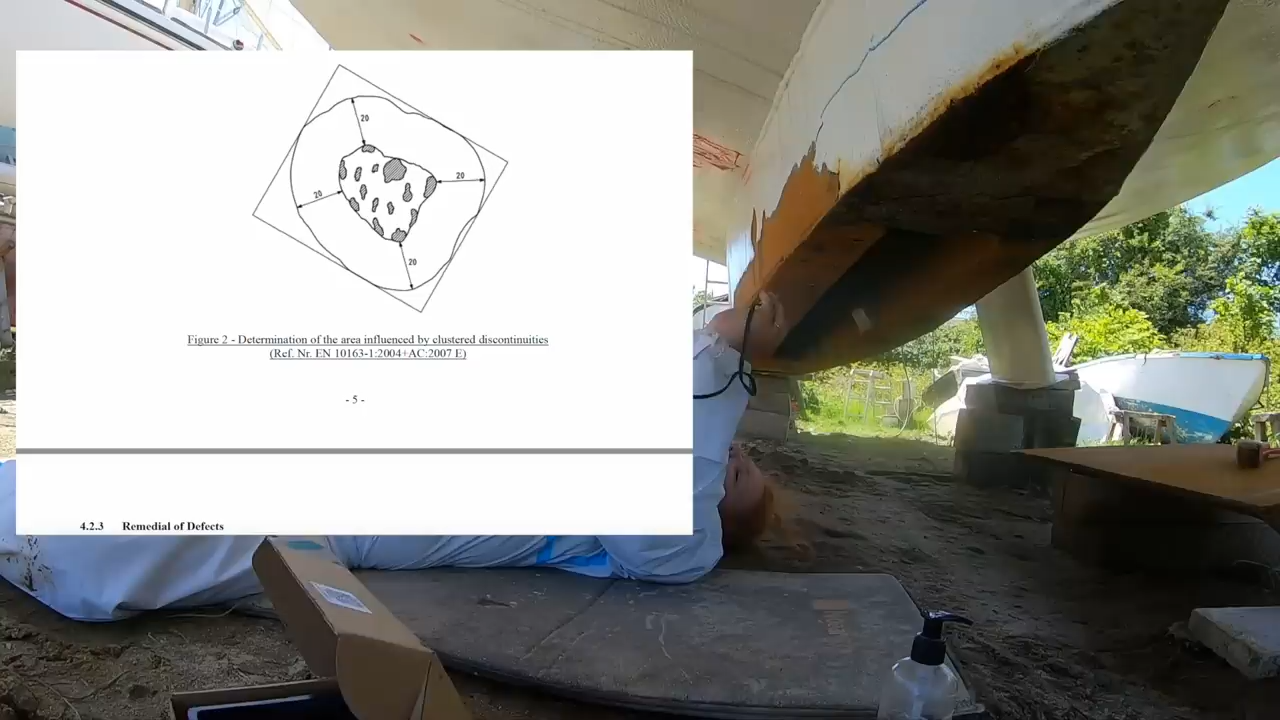 20
20
20
20
Figure 2 - Determination of the area influenced by clustered discontinuities
(Ref. Nr. EN 10163-1:2004+AC:2007 E)
- 5 -
4.2.3 Remedial of Defects